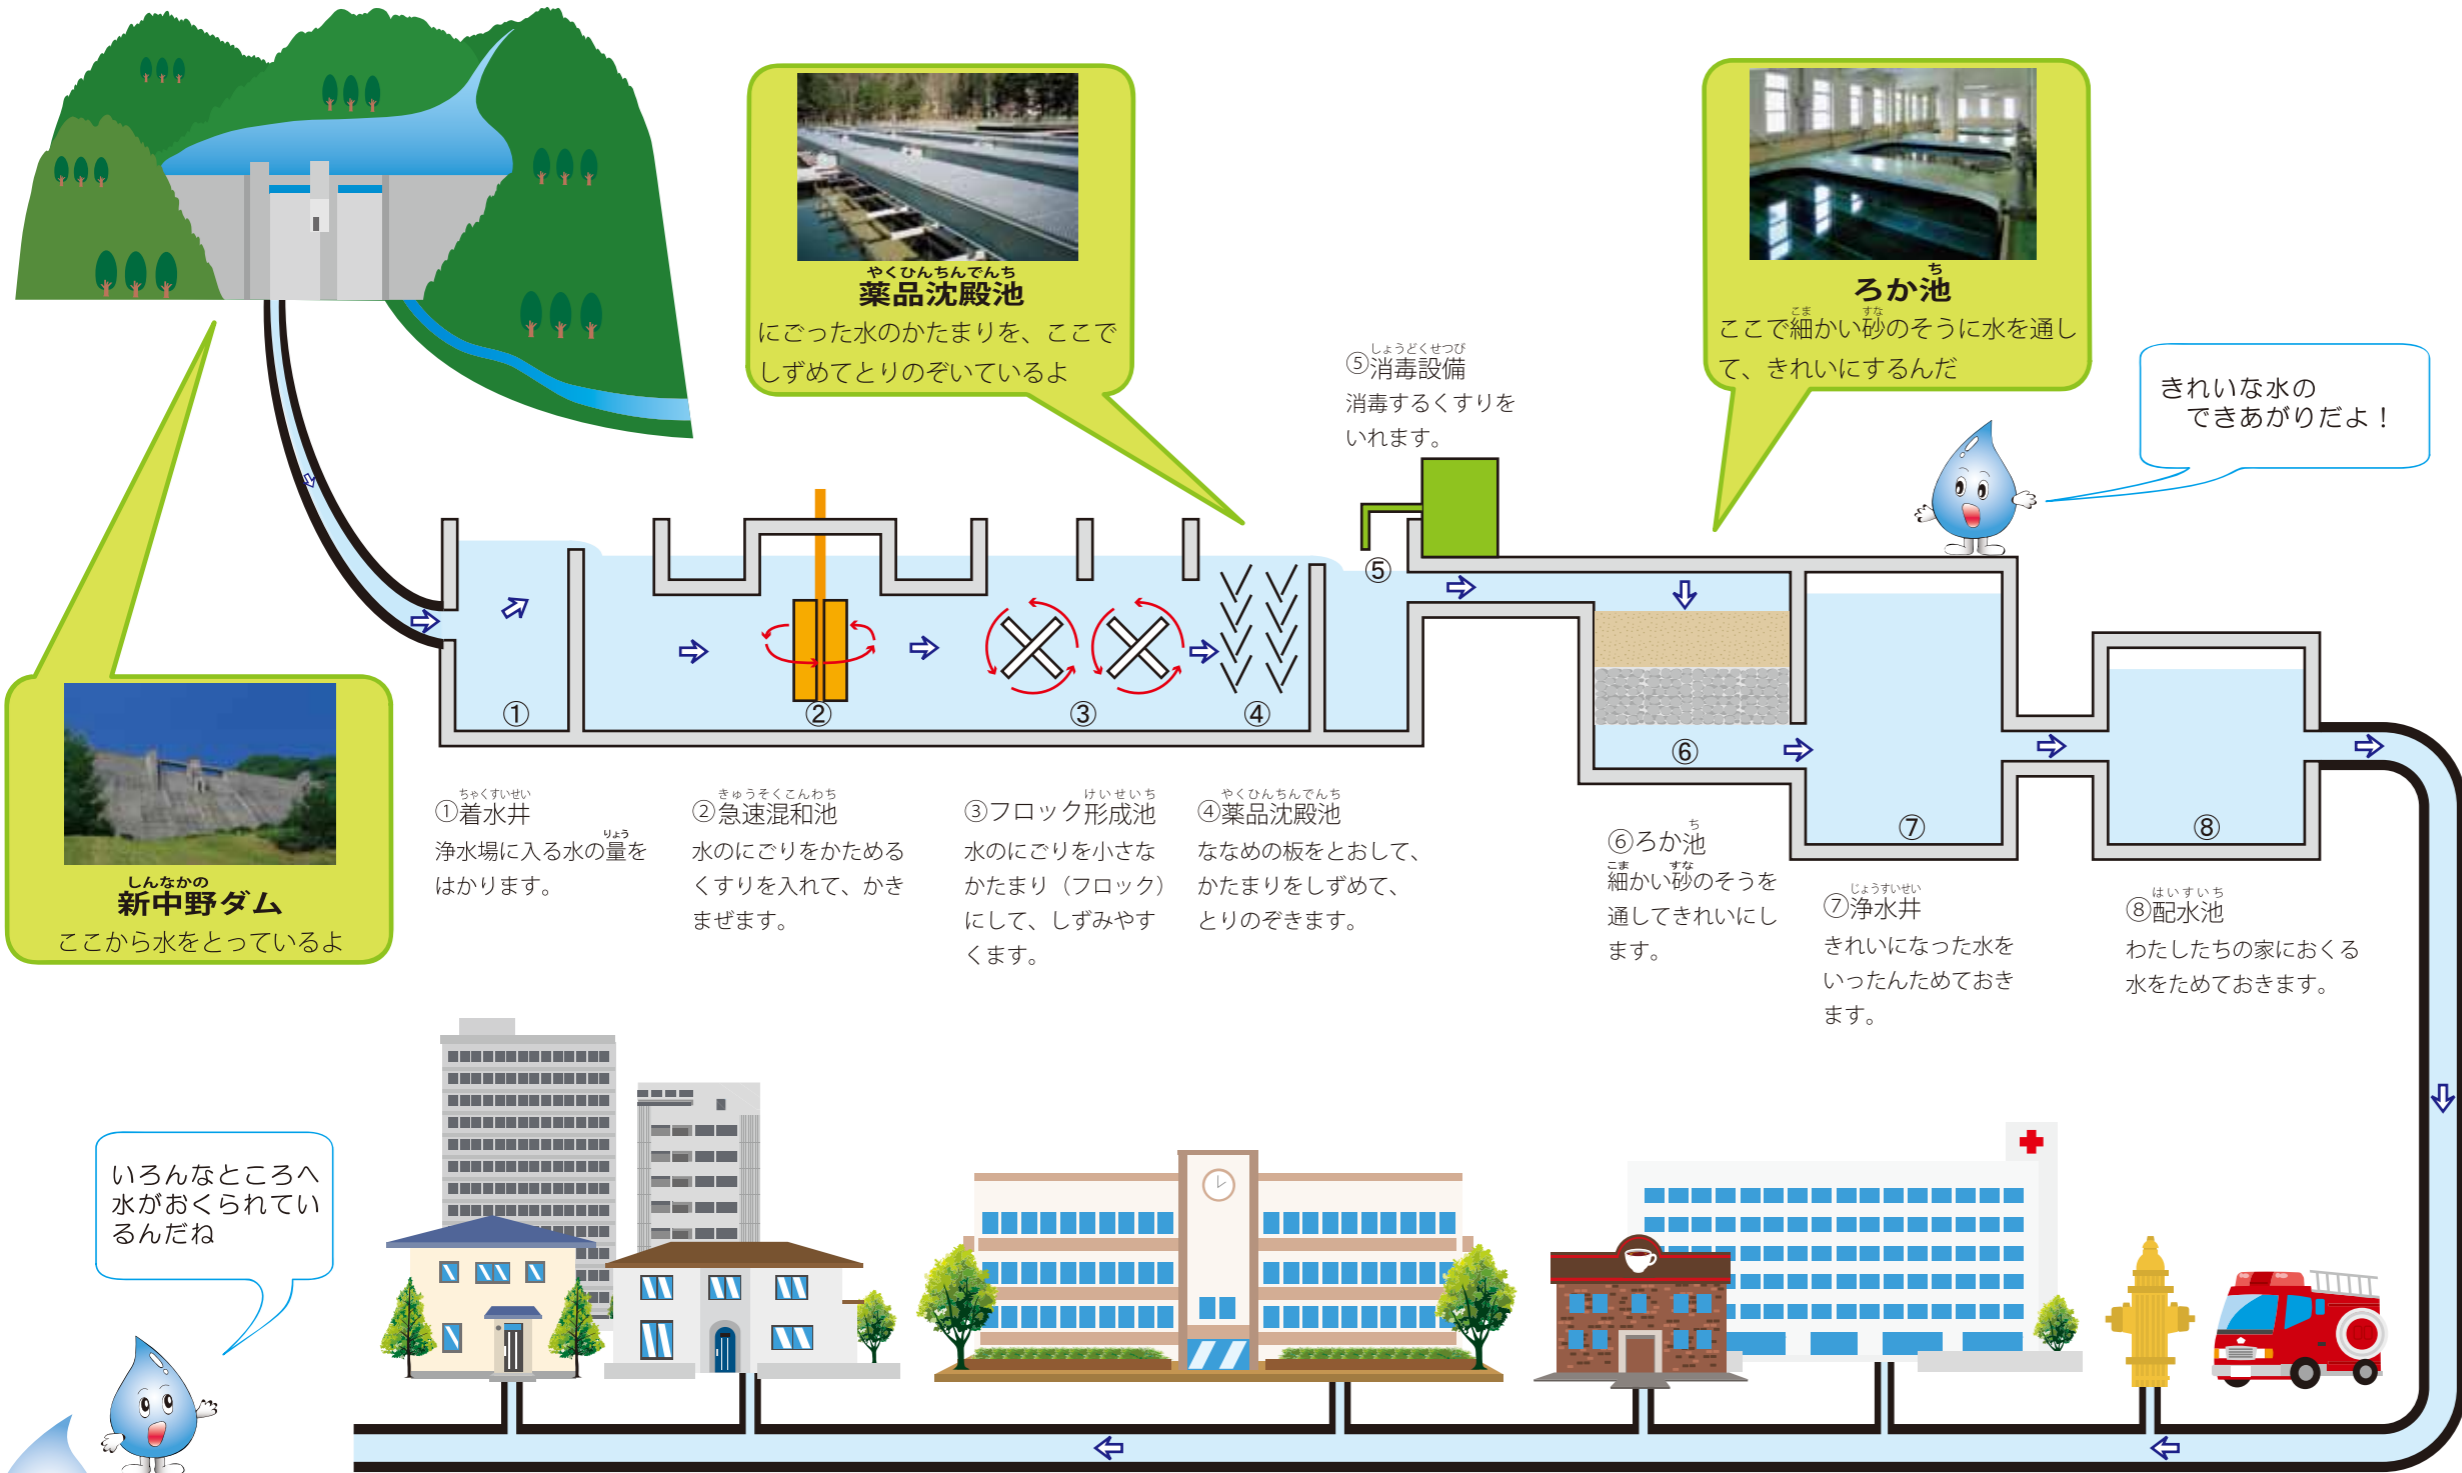 やくひんちんでんち
薬品沈殿池
にごった水のかたまりを、ここで
しずめてとりのぞいているよ
ち
ろか池
こま すな
ここで細かい砂のそうに水を通し
て、きれいにするんだ
しょうどくせつび
⑤消毒設備
消毒するくすりを
いれます。
きれいな水の
できあがりだよ！
⑤
①
②
③
④
⑥
⑦
⑧
しんなかの
新中野ダム
ここから水をとっているよ
ちゃくすいせい
①着水井
りょう
浄水場に入る水の量を
はかります。
きゅうそくこんわち
②急速混和池
水のにごりをかためる
くすりを入れて、かき
まぜます。
けいせいち
③フロック形成池
水のにごりを小さな
かたまり（フロック）
にして、しずみやす
くます。
やくひんちんでんち
④薬品沈殿池
ななめの板をとおして、
かたまりをしずめて、
とりのぞきます。
ち
⑥ろか池
こま すな
細かい砂のそうを
通してきれいにし
ます。
じょうすいせい
⑦浄水井
きれいになった水を
いったんためておき
ます。
はいすいち
⑧配水池
わたしたちの家におくる
水をためておきます。
いろんなところへ
水がおくられてい
るんだね